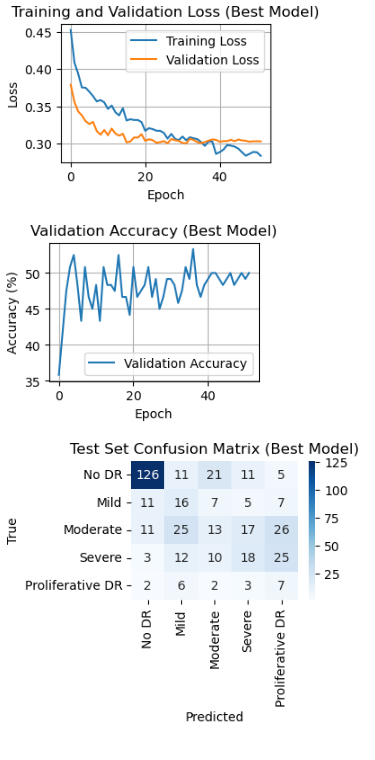 Training and Validation Loss (Best Model)
0.45
0.40
0.35
0.30
Loss
Training Loss
Validation Loss
0
20
40
Epoch
Validation Accuracy (Best Model)
50
45
40
35
Accuracy (%)
Validation Accuracy
0
20
40
Epoch
Test Set Confusion Matrix (Best Model)
True
No DR 126 11 21 11 5
Mild 11 16 7 5 7
Moderate 11 25 13 17 26
Severe 3 12 10 18 25
Proliferative DR 2 6 2 3 7
No DR
Mild
Moderate
Severe
Proliferative DR
Predicted
125
100
75
50
25